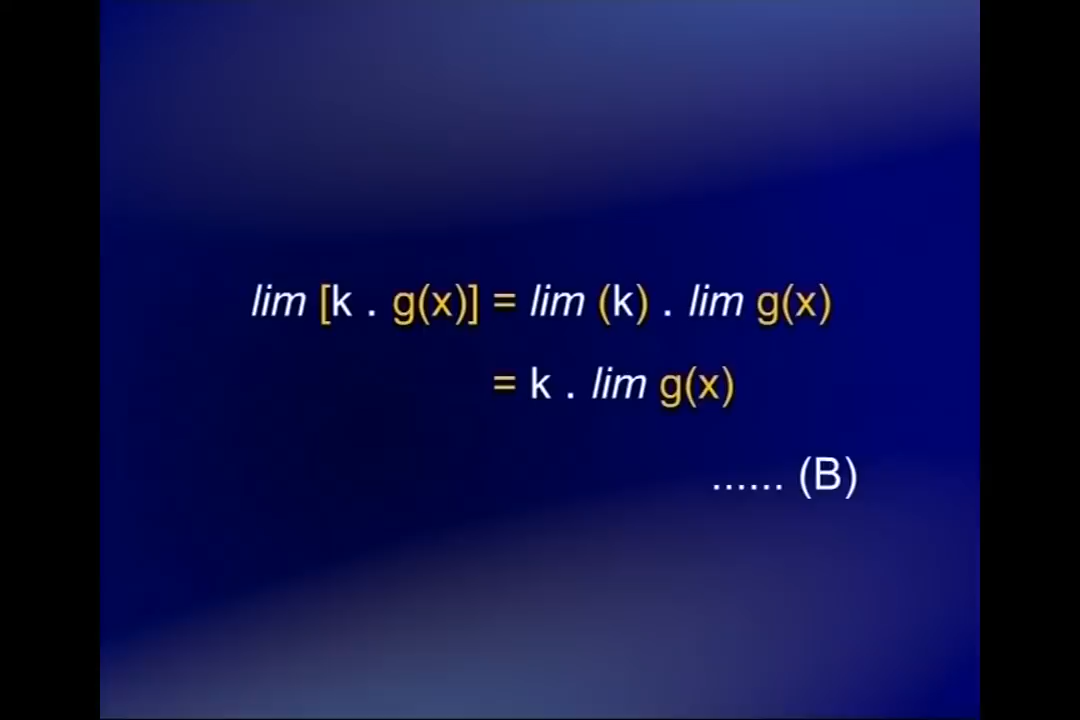 lim [k . g(x)] = lim (k) . lim g(x)
= k . lim g(x)
...... (B)